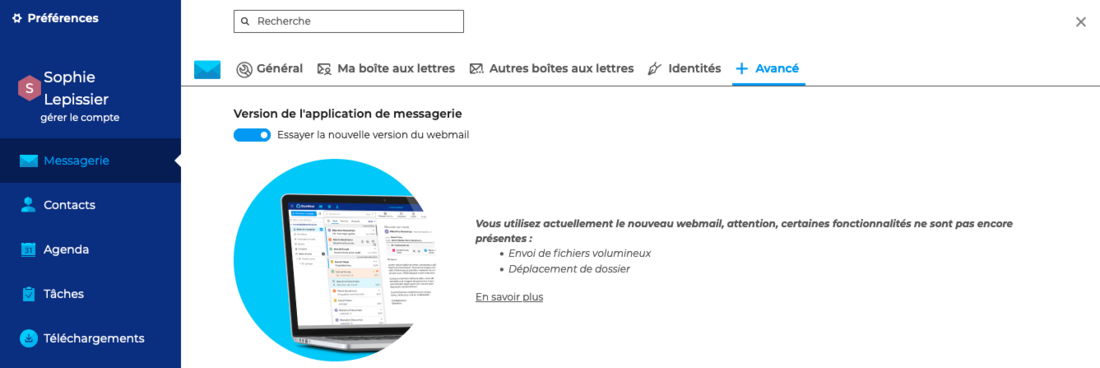 Préférences
Recherche
Sophie
Lepissier
S
gérer le compte
Général
Ma boîte aux lettres
Autres boîtes aux lettres
Identités
Avancé
Version de l'application de messagerie
Essayer la nouvelle version du webmail
Messagerie
Contacts
31
Agenda
Tâches
Téléchargements
Vous utilisez actuellement le nouveau webmail, attention, certaines fonctionnalités ne sont pas encore
présentes :
• Envoi de fichiers volumineux
• Déplacement de dossier
En savoir plus